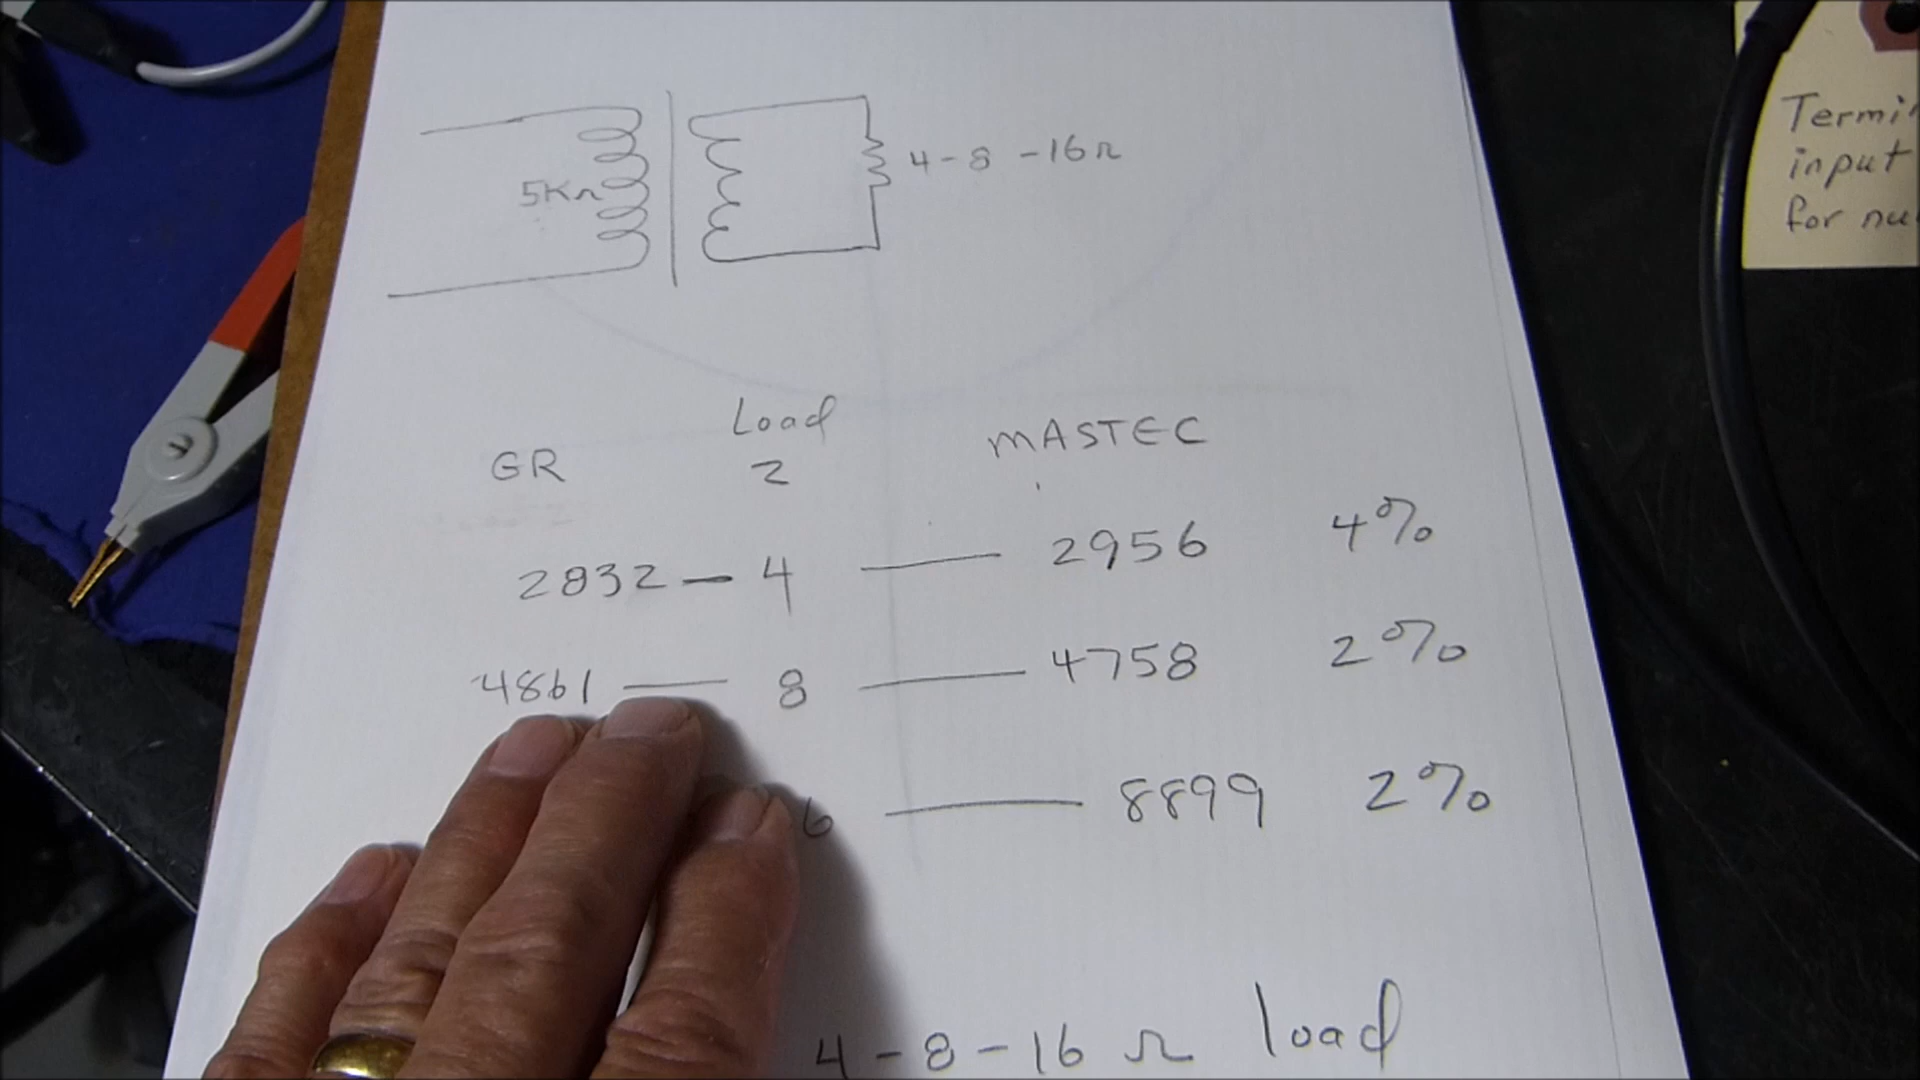 5KΩ
4-8-16Ω
Load
GR Z MASTEC
2832 — 4 — 2956 4%
4861 — 8 — 4758 2%
6 — 8899 2%
4-8-16 Ω load
Termi
input
for nu